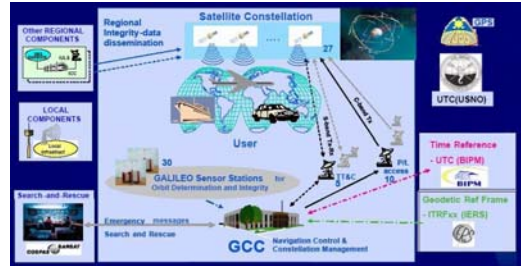 Other REGIONAL
COMPONENTS
Regional
Integrity-data
dissemination
Satellite Constellation
27
GPS
UTC(USNO)
LOCAL
COMPONENTS
Local
User
30
GALILEO Sensor Stations for
Orbit Determination and Integrity
S-band Tx-Rx
C-band Tx
TT&C
5
P/L
access
10
Time Reference
- UTC (BIPM)
BIPM
Search-and-Rescue
COSPAS SARSAT
Emergency messages
Search and Rescue
GCC Navigation Control &
Constellation Management
Geodetic Ref Frame
- ITRFxx (IERS)